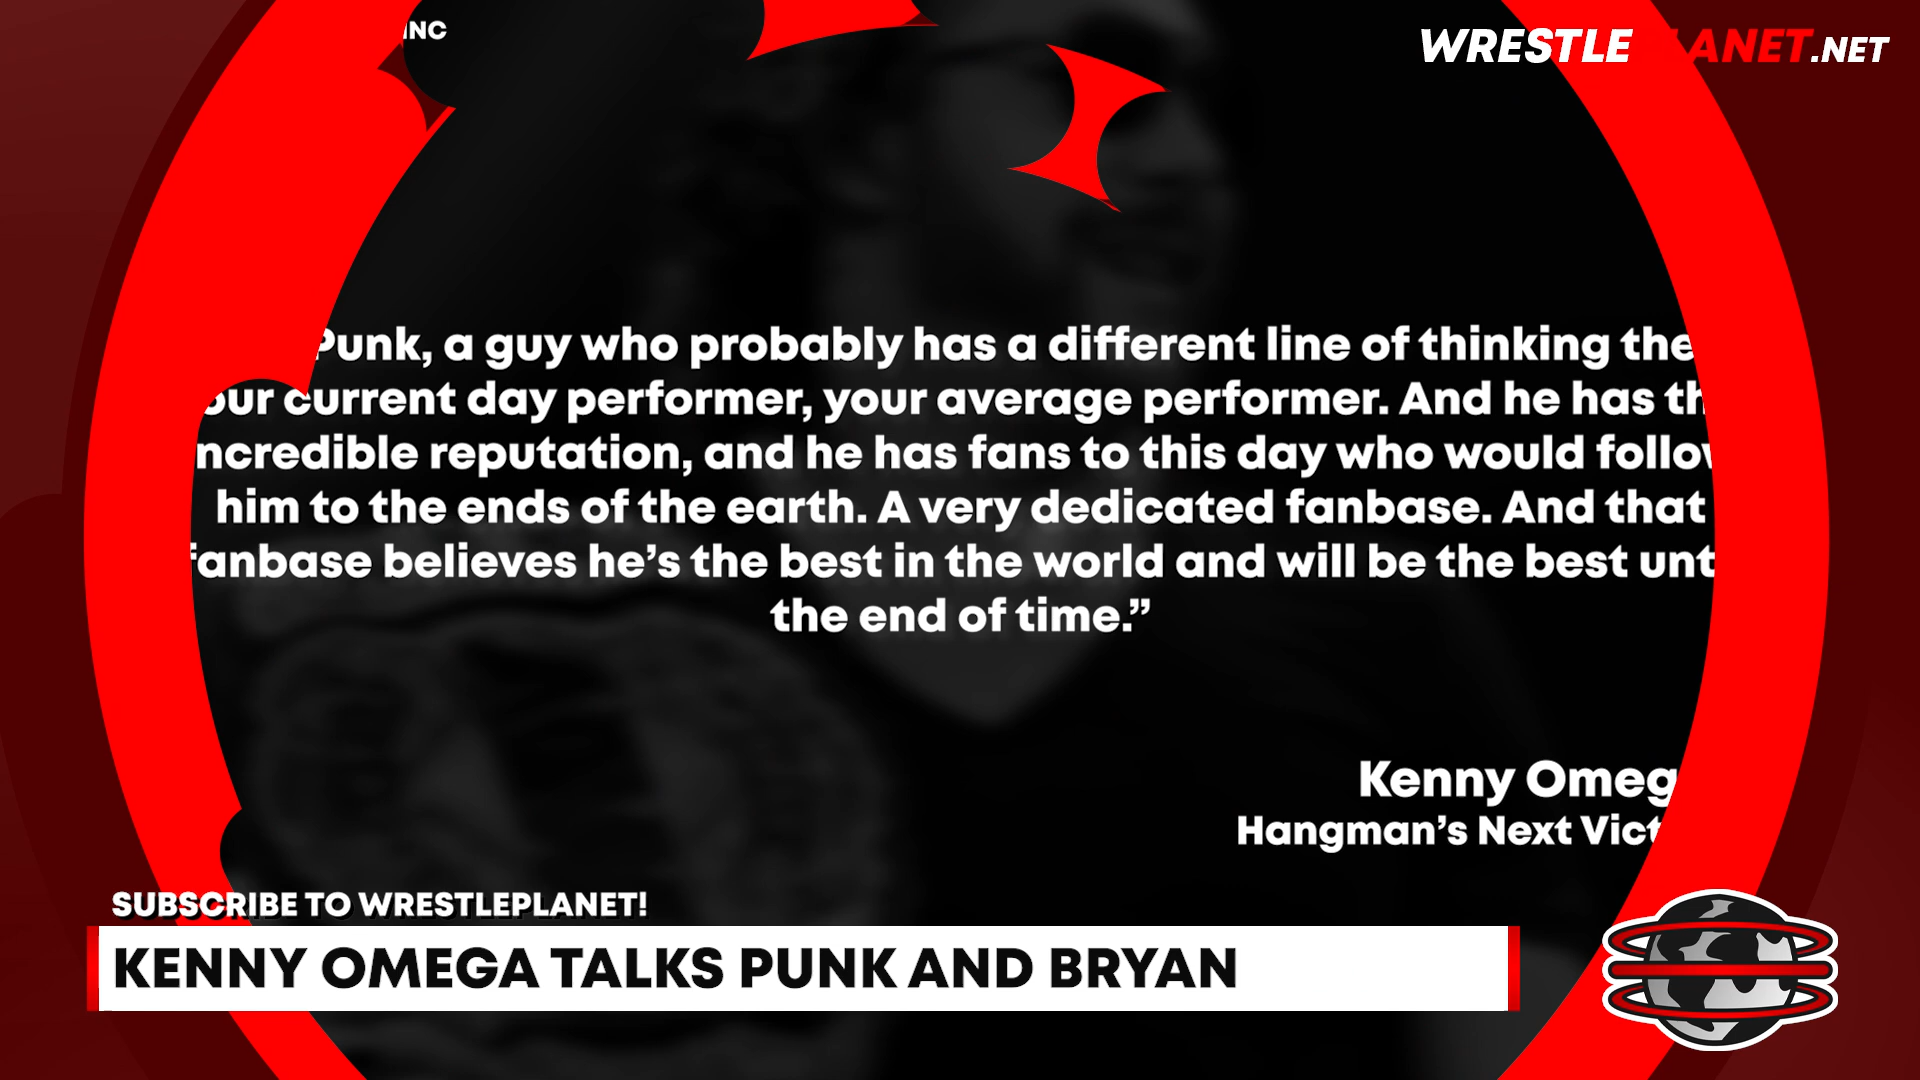 INC
WRESTLE LANET.NET
Punk, a guy who probably has a different line of thinking the
our current day performer, your average performer. And he has th
ncredible reputation, and he has fans to this day who would follow
him to the ends of the earth. A very dedicated fanbase. And that
fanbase believes he's the best in the world and will be the best unt
the end of time.”
Kenny Omeg
Hangman's Next Vict
SUBSCRIBE TO WRESTLEPLANET!
KENNY OMEGA TALKS PUNK AND BRYAN